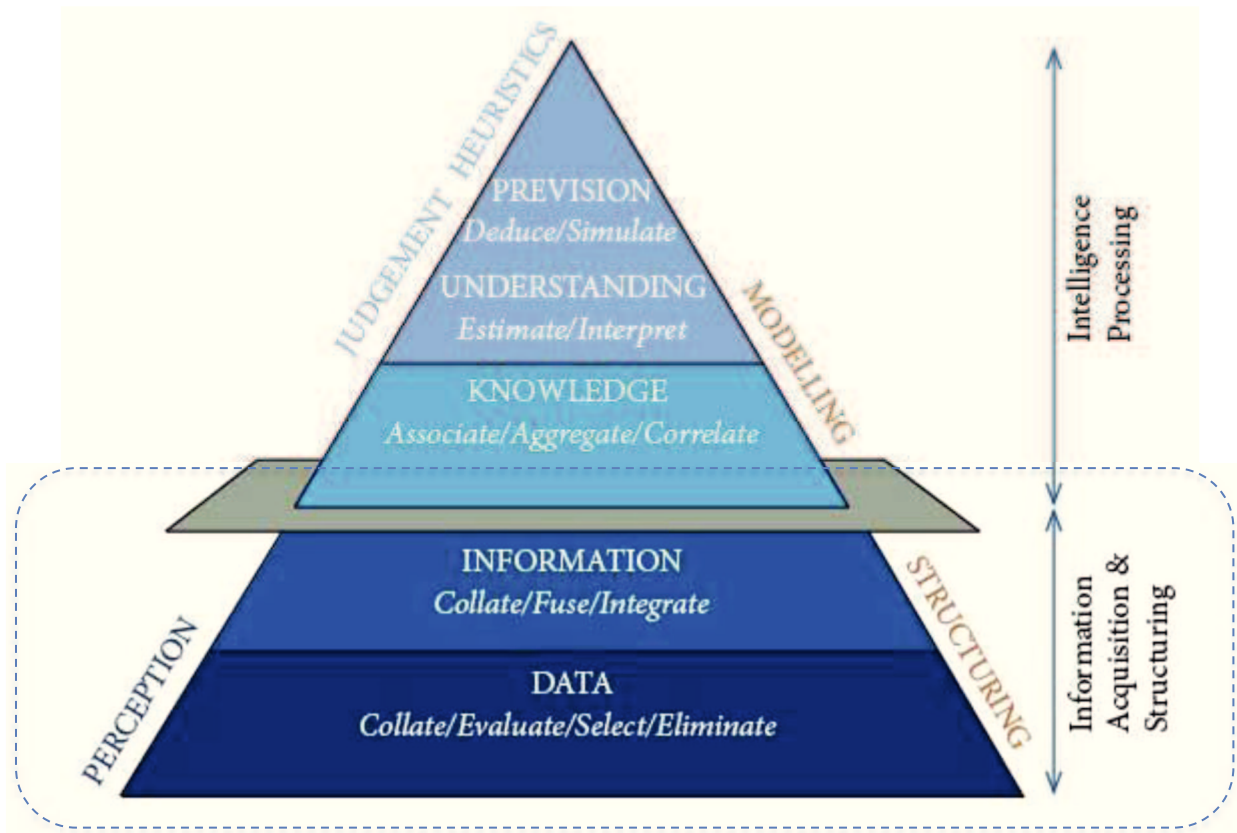 JUDGEMENT HEURISTICS
PREVISION
Deduce/Simulate
UNDERSTANDING
Estimate/Interpret
MODELLING
KNOWLEDGE
Associate/Aggregate/Correlate
Intelligence
Processing
INFORMATION
Collate/Fuse/Integrate
PERCEPTION
DATA
Collate/Evaluate/Select/Eliminate
STRUCTURING
Information
Acquisition &
Structuring